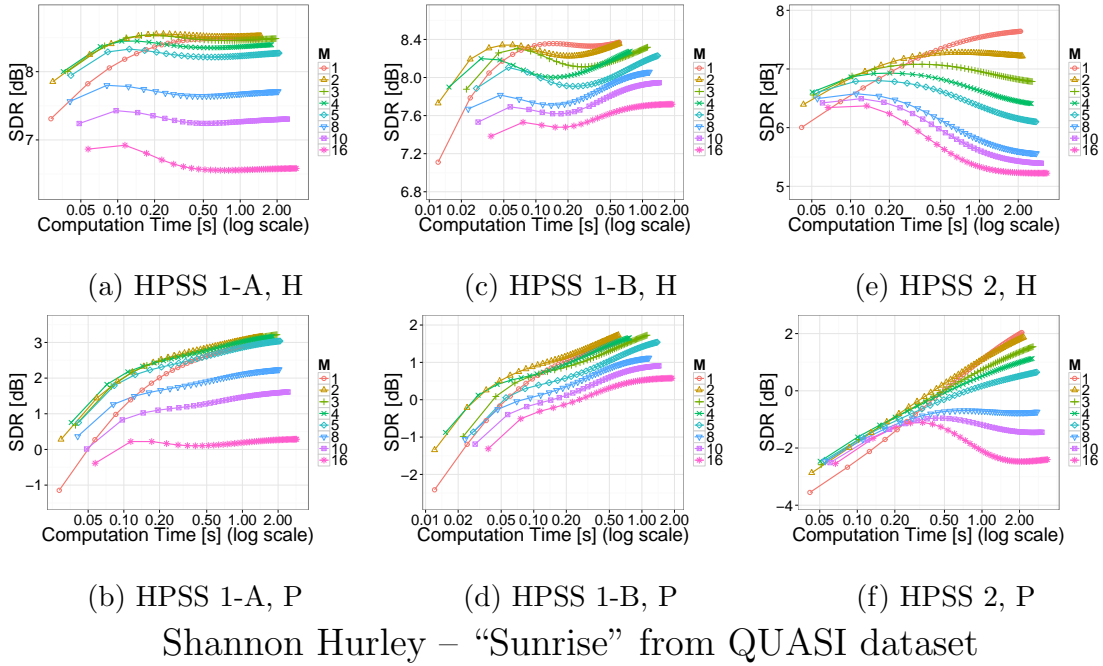 8
7
SDR [dB]
0.05 0.10 0.20 0.50 1.00 2.00
Computation Time [s] (log scale)
M
1
2
3
4
5
8
10
16
(a) HPSS 1-A, H
8.4
8.0
7.6
7.2
6.8
SDR [dB]
0.01 0.02 0.05 0.10 0.20 0.50 1.00 2.00
Computation Time [s] (log scale)
M
1
2
3
4
5
8
10
16
(c) HPSS 1-B, H
8
7
6
5
SDR [dB]
0.05 0.10 0.20 0.50 1.00 2.00
Computation Time [s] (log scale)
M
1
2
3
4
5
8
10
16
(e) HPSS 2, H
3
2
1
0
−1
SDR [dB]
0.05 0.10 0.20 0.50 1.00 2.00
Computation Time [s] (log scale)
M
1
2
3
4
5
8
10
16
(b) HPSS 1-A, P
2
1
0
−1
−2
SDR [dB]
0.01 0.02 0.05 0.10 0.20 0.50 1.00 2.00
Computation Time [s] (log scale)
M
1
2
3
4
5
8
10
16
(d) HPSS 1-B, P
2
0
−2
−4
SDR [dB]
0.05 0.10 0.20 0.50 1.00 2.00
Computation Time [s] (log scale)
M
1
2
3
4
5
8
10
16
(f) HPSS 2, P
Shannon Hurley – “Sunrise” from QUASI dataset